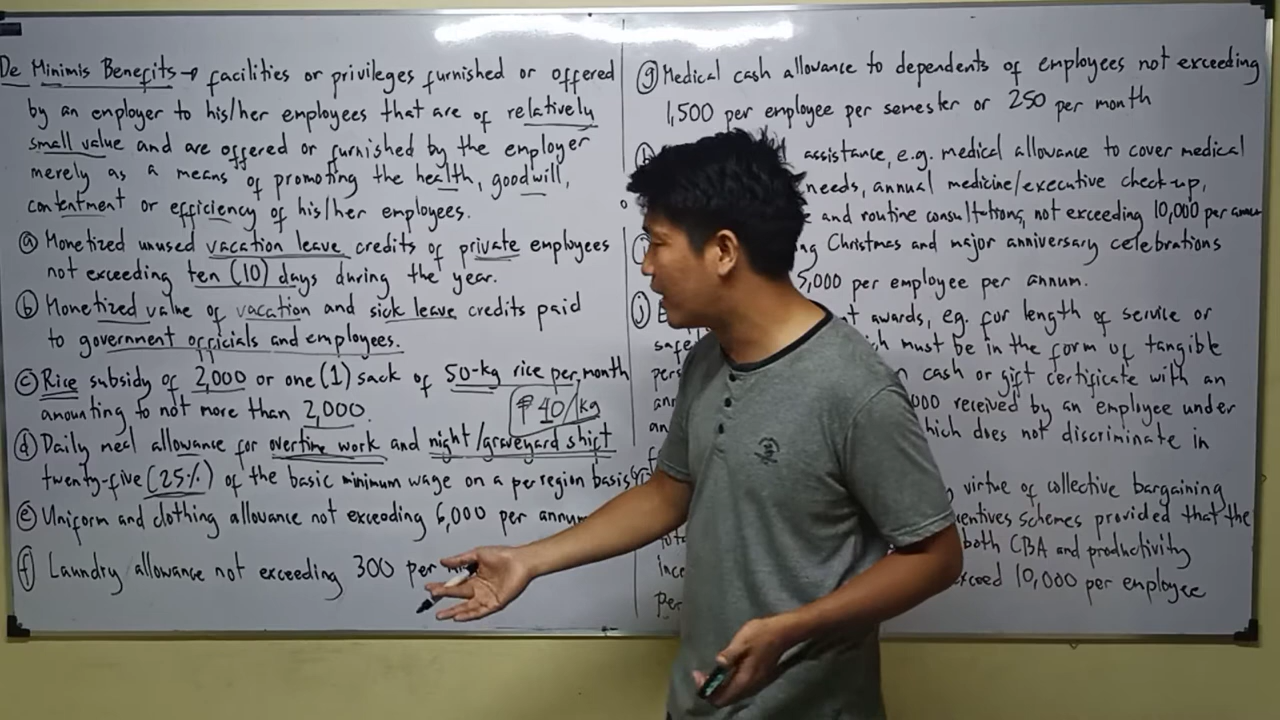 De Minimis Benefits → facilities or privileges furnished or offered
by an employer to his/her employees that are of relatively
small value and are offered or furnished by the employer
merely as a means of promoting the health, goodwill,
contentment or efficiency of his/her employees.
ⓐ Monetized unused vacation leave credits of private employees
not exceeding ten (10) days during the year.
ⓑ Monetized value of vacation and sick leave credits paid
to government officials and employees.
ⓒ Rice subsidy of 2,000 or one (1) sack of 50-kg rice per month
amounting to not more than 2,000.
₱ 40/kg
ⓓ Daily meal allowance for overtime work and night/graveyard shift
twenty-five (25%) of the basic minimum wage on a per region basis
ⓔ Uniform and clothing allowance not exceeding 6,000 per annum
ⓕ Laundry allowance not exceeding 300 per
ⓖ Medical cash allowance to dependents of employees not exceeding
1,500 per employee per semester or 250 per month
assistance, e.g. medical allowance to cover medical
needs, annual medicine/executive check-up,
and routine consultations, not exceeding 10,000 per annum
Christmas and major anniversary celebrations
5,000 per employee per annum.
ⓙ awards, eg. for length of service or
must be in the form of tangible
cash or gift certificate with an
received by an employee under
which does not discriminate in
virtue of collective bargaining
schemes provided that the
both CBA and productivity
10,000 per employee